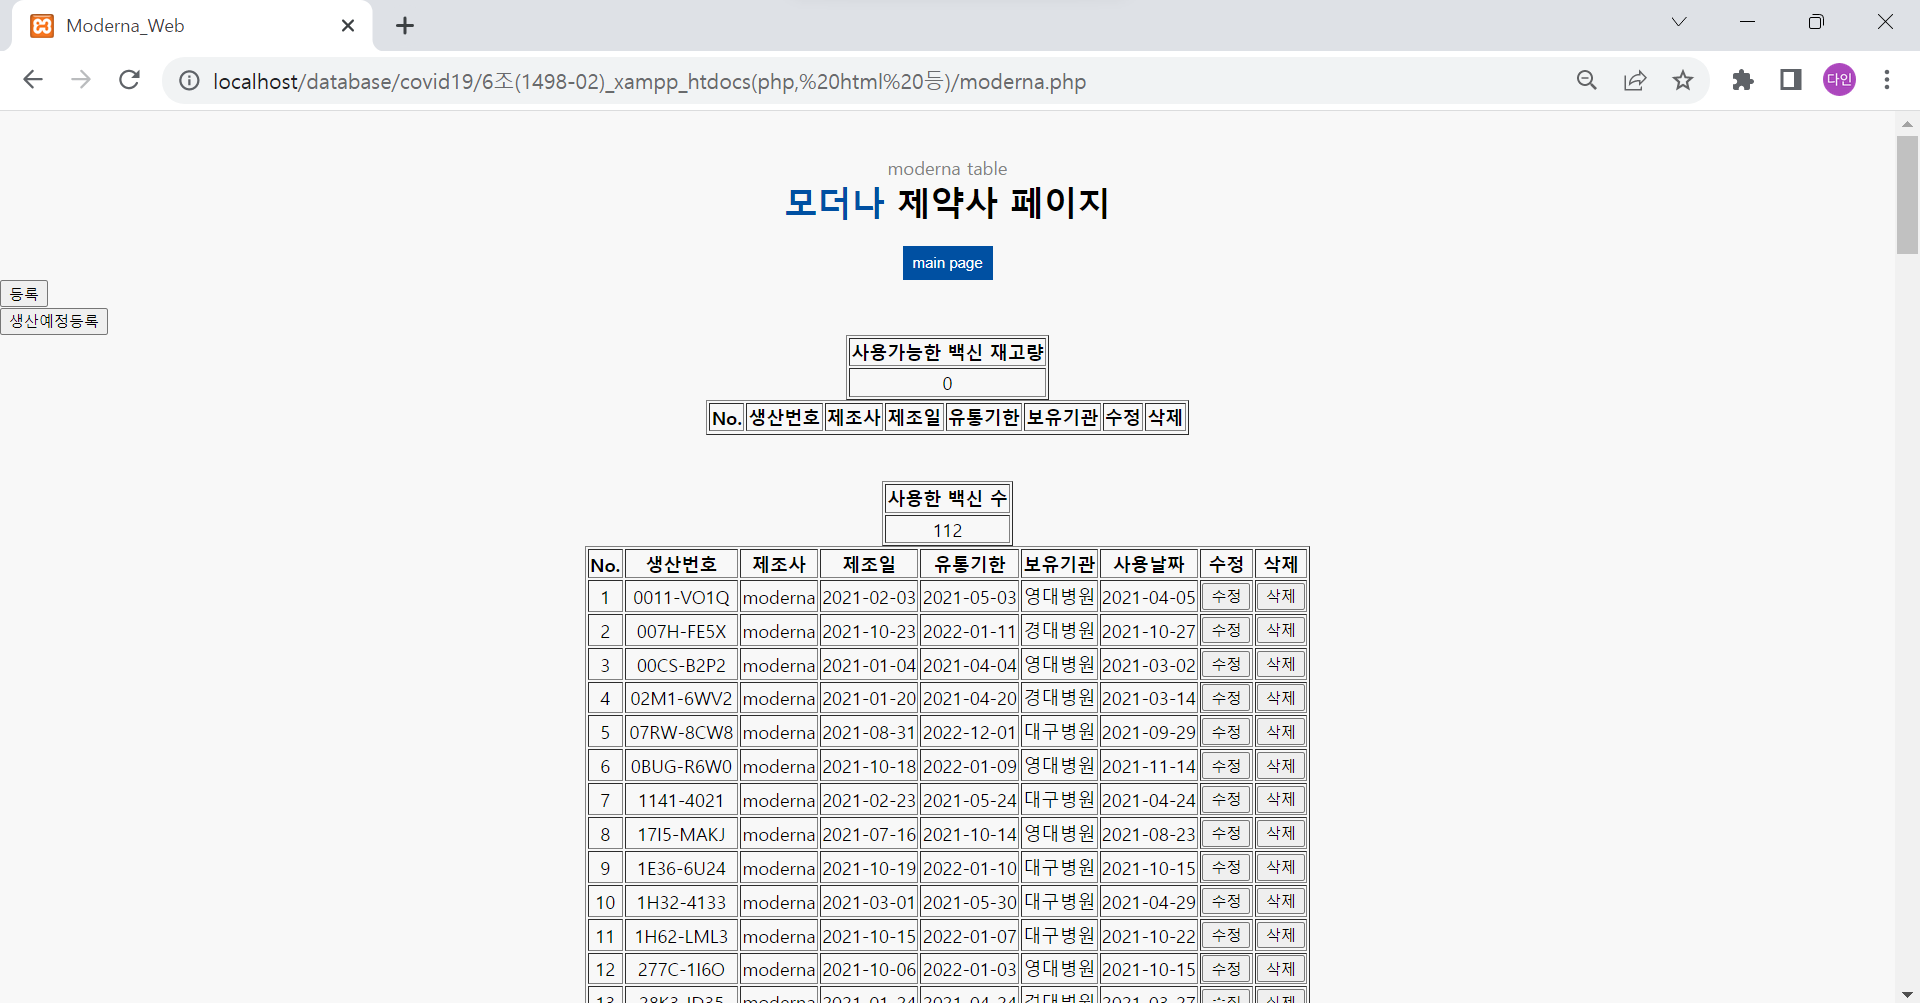 Moderna_Web
localhost/database/covid19/6조(1498-02)_xampp_htdocs(php,%20html%20등)/moderna.php
다인
moderna table
모더나 제약사 페이지
main page
등록
생산예정등록
사용가능한 백신 재고량
0
No. 생산번호 제조사 제조일 유통기한 보유기관 수정 삭제
사용한 백신 수
112
No. 생산번호 제조사 제조일 유통기한 보유기관 사용날짜 수정 삭제
1 0011-VO1Q moderna 2021-02-03 2021-05-03 영대병원 2021-04-05 수정 삭제
2 007H-FE5X moderna 2021-10-23 2022-01-11 경대병원 2021-10-27 수정 삭제
3 00CS-B2P2 moderna 2021-01-04 2021-04-04 영대병원 2021-03-02 수정 삭제
4 02M1-6WV2 moderna 2021-01-20 2021-04-20 경대병원 2021-03-14 수정 삭제
5 07RW-8CW8 moderna 2021-08-31 2022-12-01 대구병원 2021-09-29 수정 삭제
6 0BUG-R6W0 moderna 2021-10-18 2022-01-09 영대병원 2021-11-14 수정 삭제
7 1141-4021 moderna 2021-02-23 2021-05-24 대구병원 2021-04-24 수정 삭제
8 17I5-MAKJ moderna 2021-07-16 2021-10-14 영대병원 2021-08-23 수정 삭제
9 1E36-6U24 moderna 2021-10-19 2022-01-10 대구병원 2021-10-15 수정 삭제
10 1H32-4133 moderna 2021-03-01 2021-05-30 대구병원 2021-04-29 수정 삭제
11 1H62-LML3 moderna 2021-10-15 2022-01-07 대구병원 2021-10-22 수정 삭제
12 277C-1I6O moderna 2021-10-06 2022-01-03 영대병원 2021-10-15 수정 삭제
13 moderna 2021-01-24 2021-04-24 경대병원 2021-03-27 수정 삭제